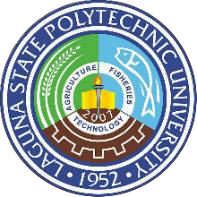 LAGUNA STATE POLYTECHNIC UNIVERSITY
AGRICULTURE
FISHERIES
TECHNOLOGY
2007
• 1952 •